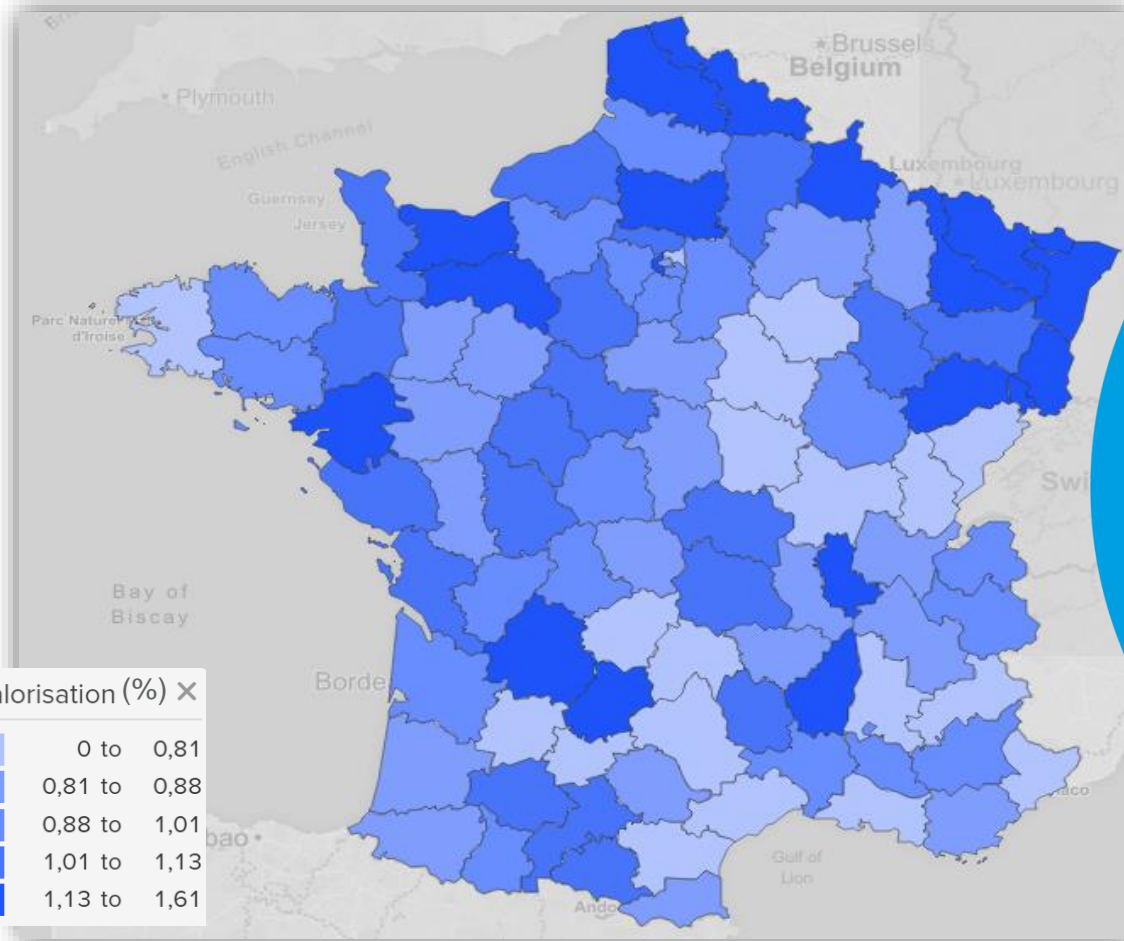 Brussels
Belgium
Plymouth
English Channel
Luxembourg
Luxembourg
Guernsey
Jersey
Parc Nature
d'Iroise
Swi
Bay of
Biscay
Borde
alorisation (%) ×
0 to 0,81
0,81 to 0,88
0,88 to 1,01
1,01 to 1,13
1,13 to 1,61
aco
bao
Gulf of
Lion
Ando